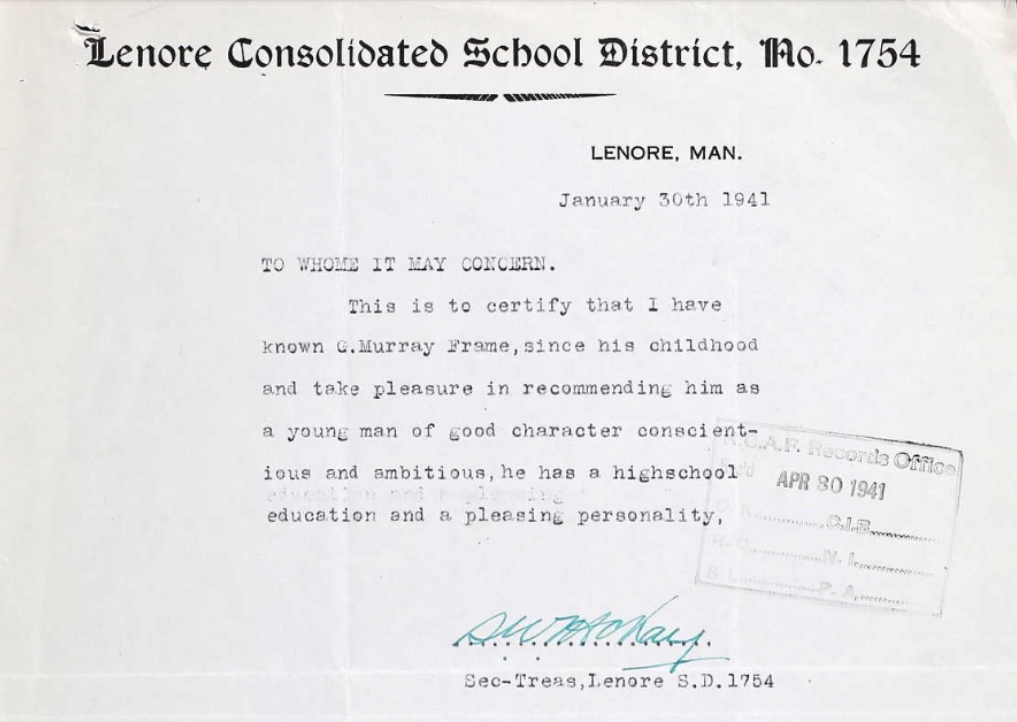 Lenore Consolidated School District, No. 1754
LENORE, MAN.
January 30th 1941
TO WHOME IT MAY CONCERN.
This is to certify that I have
known G.Murray Frame,since his childhood
and take pleasure in recommending him as
a young man of good character conscient-
ious and ambitious,he has a highschool
education and
education and a pleasing personality,
R.C.A.F. Records Office
Rec'd
APR 30 1941
O. K..............C.I.B..............
H. C..............N. I..............
S. L..............P. A..............
Sec-Treas,Lenore S.D.1754